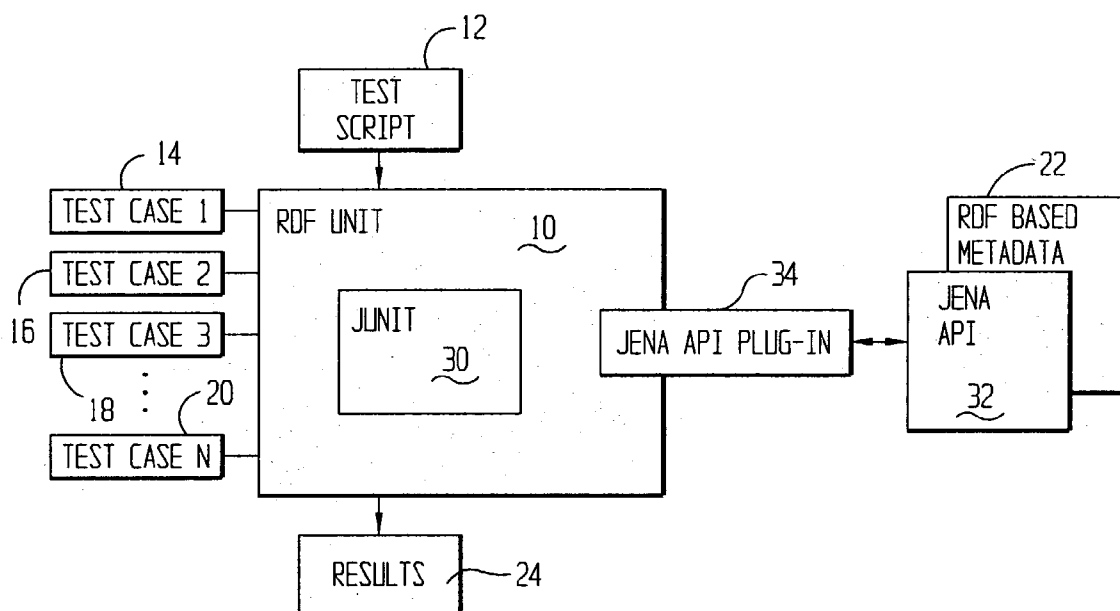 12
TEST
SCRIPT
14
TEST CASE 1
TEST CASE 2
16
TEST CASE 3
18
20
TEST CASE N
RDF UNIT
10
JUNIT
30
34
JENA API PLUG-IN
22
RDF BASED
METADATA
JENA
API
32
RESULTS
24